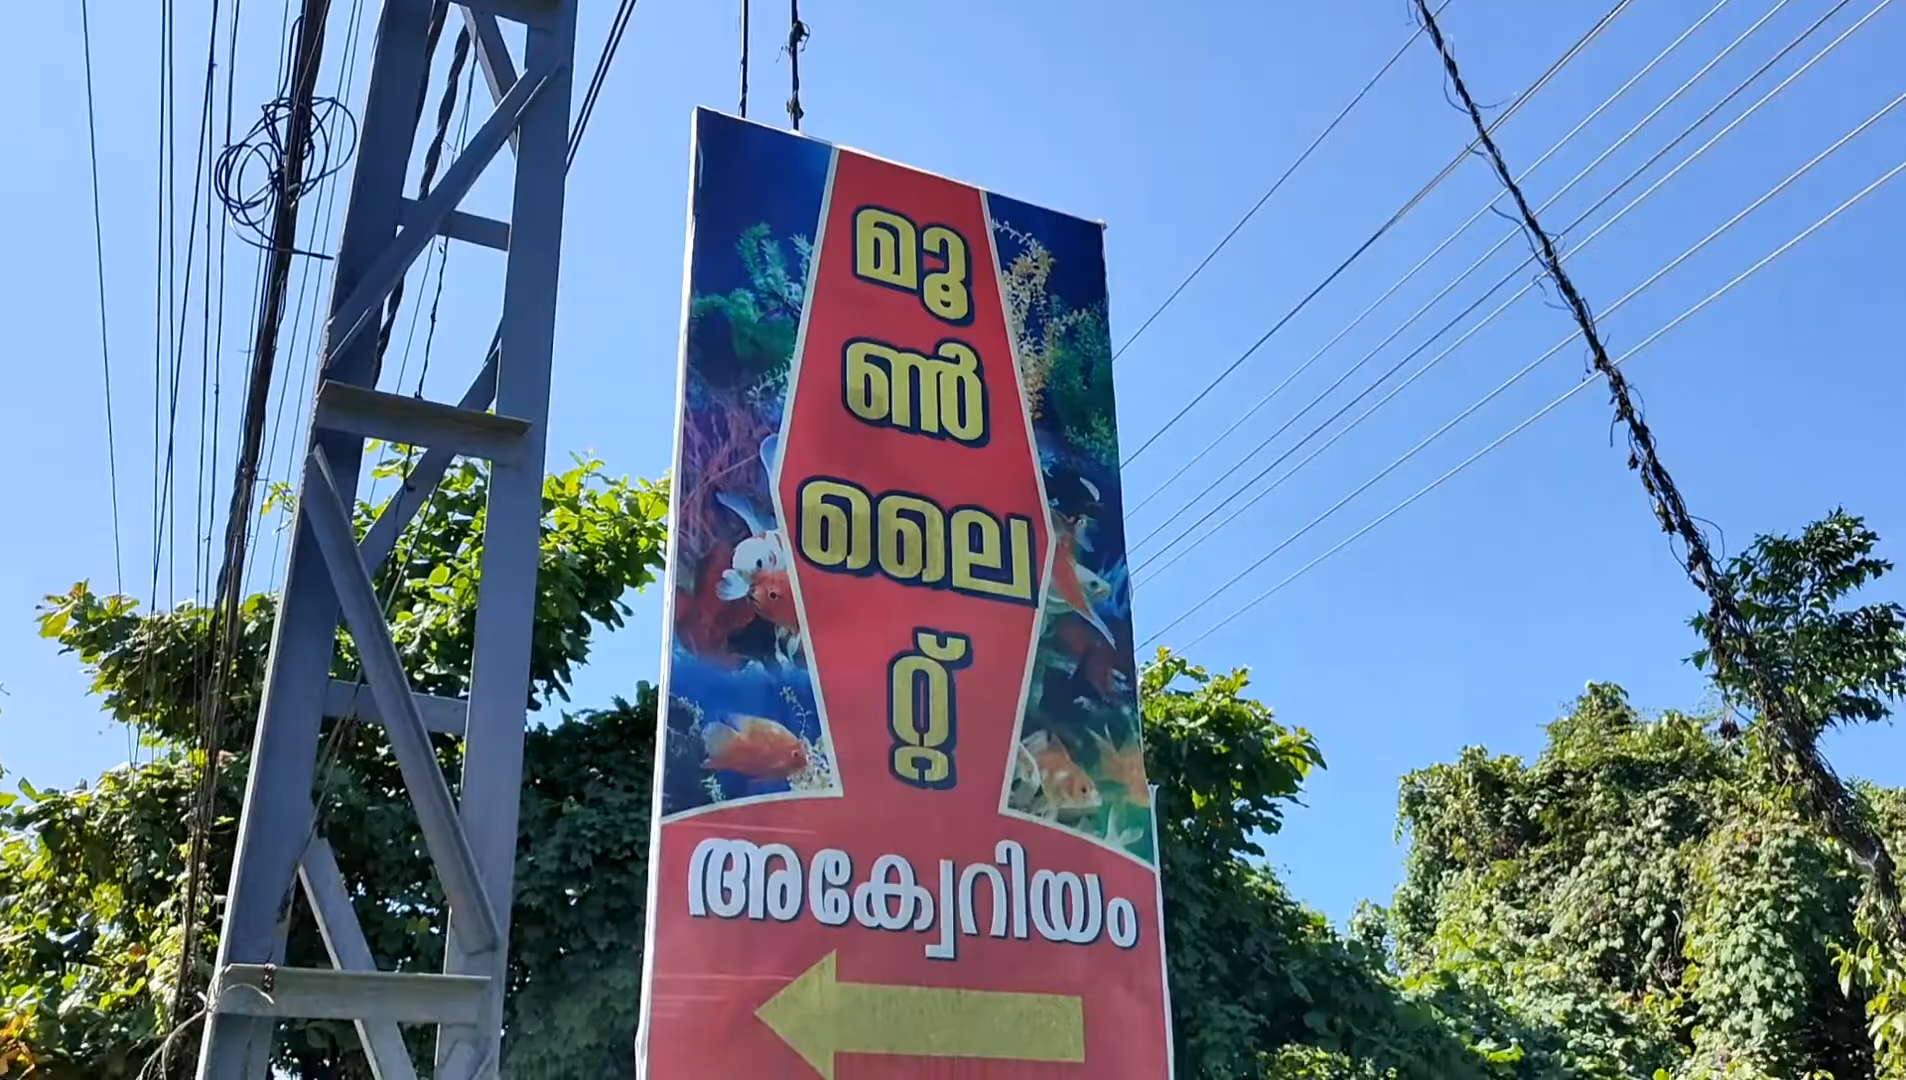 മൂ
ൺ
ലൈ
റ്റ്
അക്വേറിയം